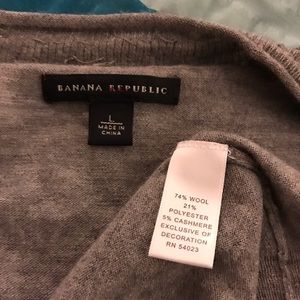 BANANA REPUBLIC
L
MADE IN
CHINA
74% WOOL
21%
POLYESTER
5% CASHMERE
EXCLUSIVE OF
DECORATION
RN 54023